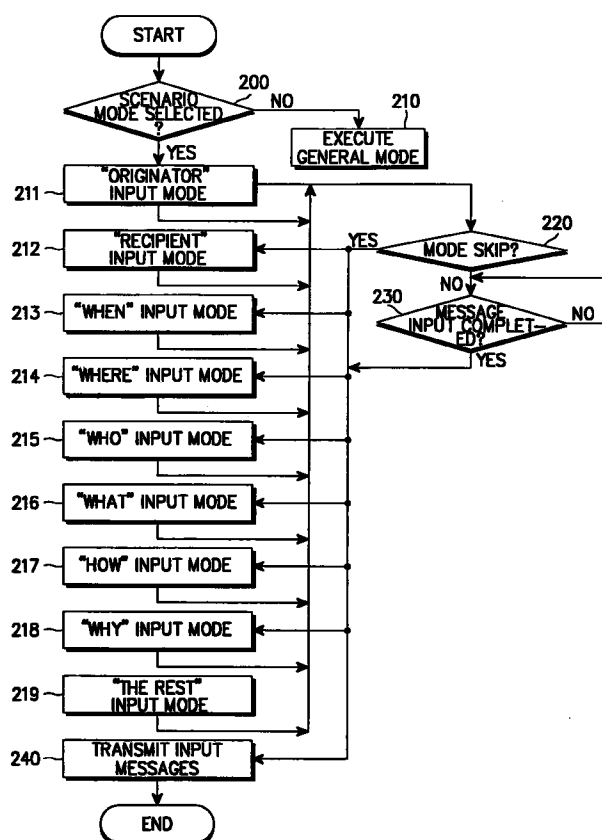 START
SCENARIO
MODE SELECTED
?
200
NO
YES
210
EXECUTE
GENERAL MODE
211
"ORIGINATOR"
INPUT MODE
212
"RECIPIENT"
INPUT MODE
YES
MODE SKIP?
220
NO
213
"WHEN" INPUT MODE
230
MESSAGE
INPUT COMPLET-
ED?
NO
YES
214
"WHERE" INPUT MODE
215
"WHO" INPUT MODE
216
"WHAT" INPUT MODE
217
"HOW" INPUT MODE
218
"WHY" INPUT MODE
219
"THE REST"
INPUT MODE
240
TRANSMIT INPUT
MESSAGES
END